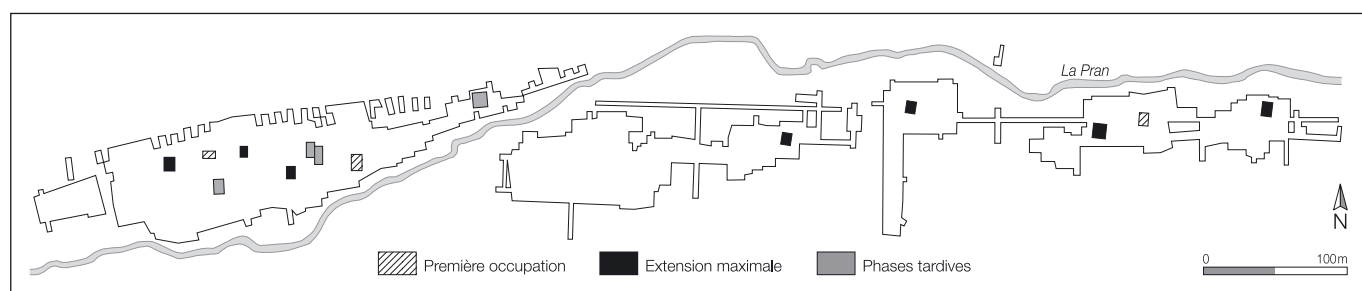 La Pran
N
Première occupation
Extension maximale
Phases tardives
0 100m